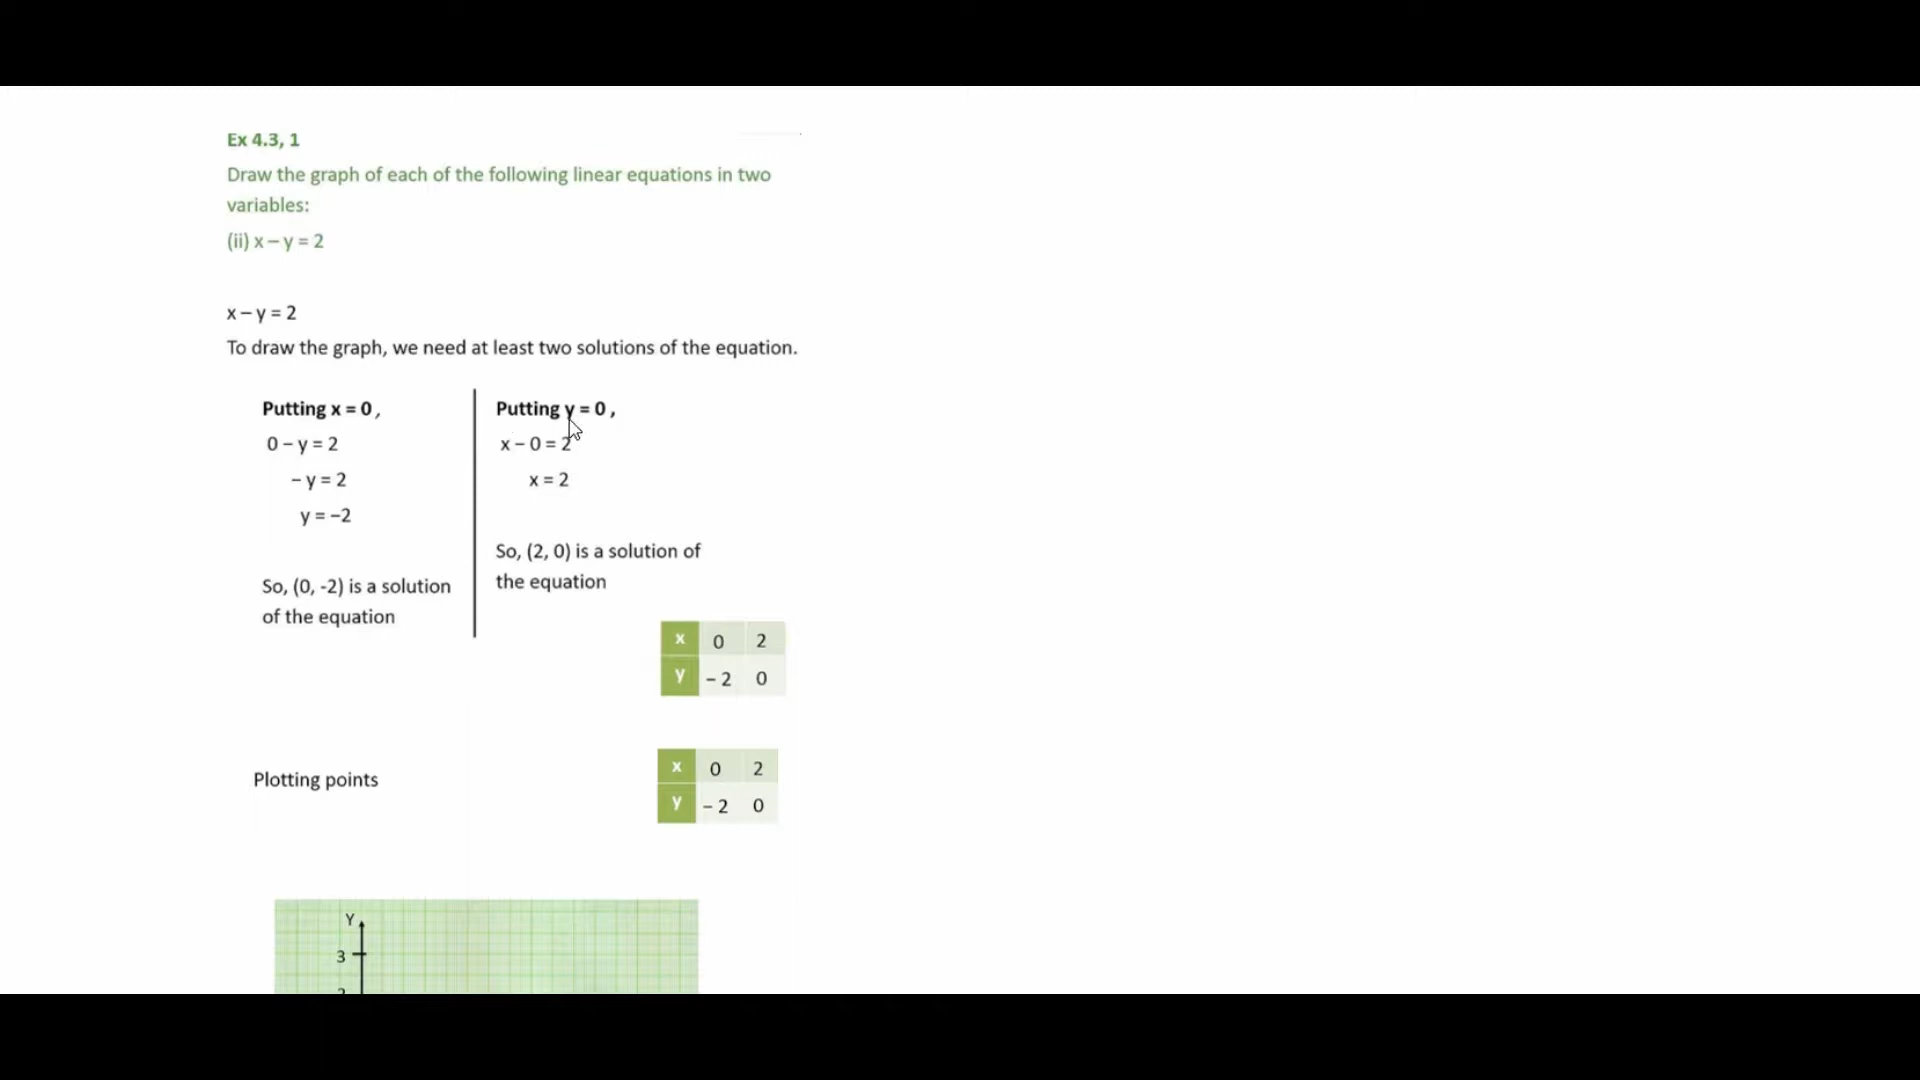 Ex 4.3, 1
Draw the graph of each of the following linear equations in two
variables:
(ii) x – y = 2
x – y = 2
To draw the graph, we need at least two solutions of the equation.
Putting x = 0 ,
0 – y = 2
– y = 2
y = –2
So, (0, -2) is a solution
of the equation
Putting y = 0 ,
x – 0 = 2
x = 2
So, (2, 0) is a solution of
the equation
x 0 2
y – 2 0
Plotting points
x 0 2
y – 2 0
Y
3